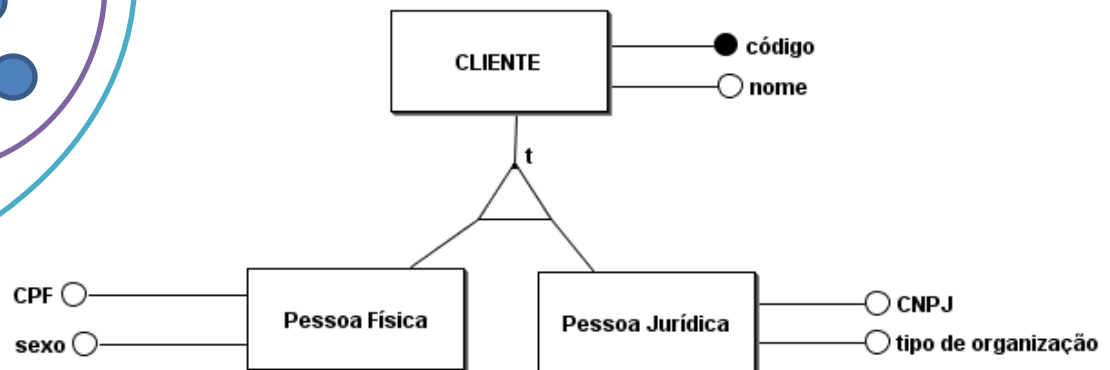 CLIENTE
código
nome
t
CPF
sexo
Pessoa Física
Pessoa Jurídica
CNPJ
tipo de organização